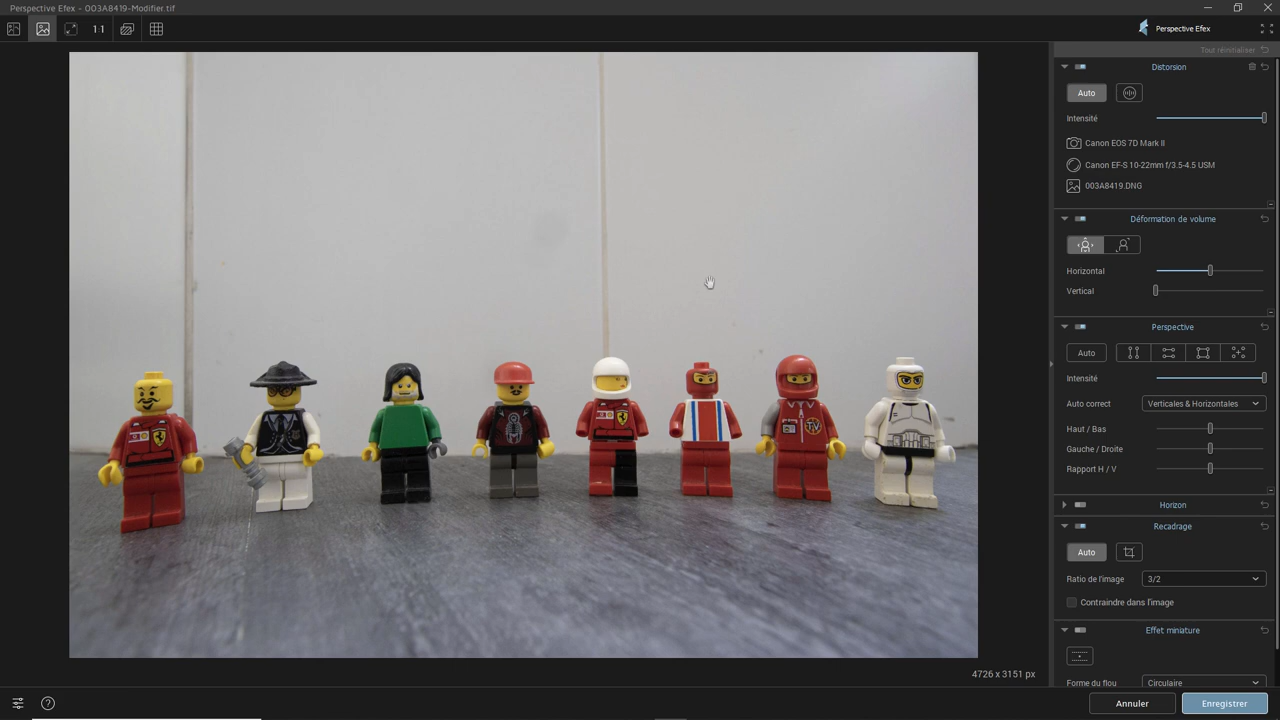 Perspective Efex - 003A8419-Modifier.tif
1:1
Perspective Efex
Tout réinitialiser
Distorsion
Auto
Intensité
Canon EOS 7D Mark II
Canon EF-S 10-22mm f/3.5-4.5 USM
003A8419.DNG
Déformation de volume
Horizontal
Vertical
Perspective
Auto
Intensité
Auto correct
Verticales & Horizontales
Haut / Bas
Gauche / Droite
Rapport H / V
Horizon
Recadrage
Auto
Ratio de l'image
3/2
Contraindre dans l'image
Effet miniature
Forme du flou
Circulaire
TV
4726 x 3151 px
?
Annuler
Enregistrer